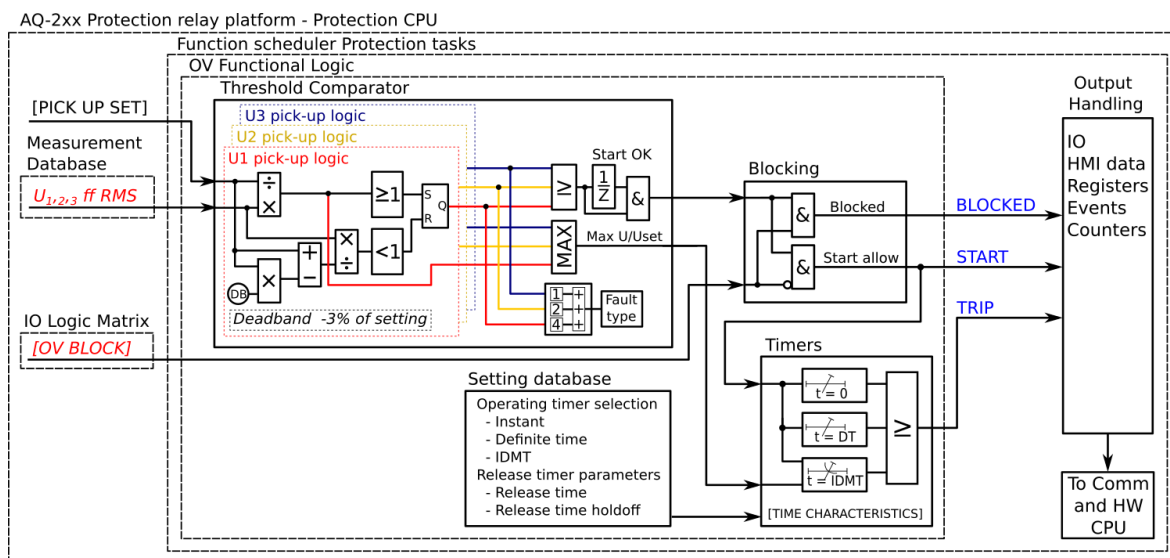 AQ-2xx Protection relay platform - Protection CPU
Function scheduler Protection tasks
OV Functional Logic
Threshold Comparator
[PICK UP SET]
Measurement
Database
U1,2,3 ff RMS
IO Logic Matrix
[OV BLOCK]
U3 pick-up logic
U2 pick-up logic
U1 pick-up logic
÷
×
≥1
S
Q
R
×
÷
<1
+
−
×
DB
Deadband -3% of setting
≥
Start OK
1
Z
&
MAX
Max U/Uset
1 +
2 +
4 +
Fault
type
Blocking
&
Blocked
&
Start allow
BLOCKED
START
TRIP
Setting database
Operating timer selection
- Instant
- Definite time
- IDMT
Release timer parameters
- Release time
- Release time holdoff
Timers
t = 0
t = DT
t = IDMT
≥
[TIME CHARACTERISTICS]
Output
Handling
IO
HMI data
Registers
Events
Counters
To Comm
and HW
CPU